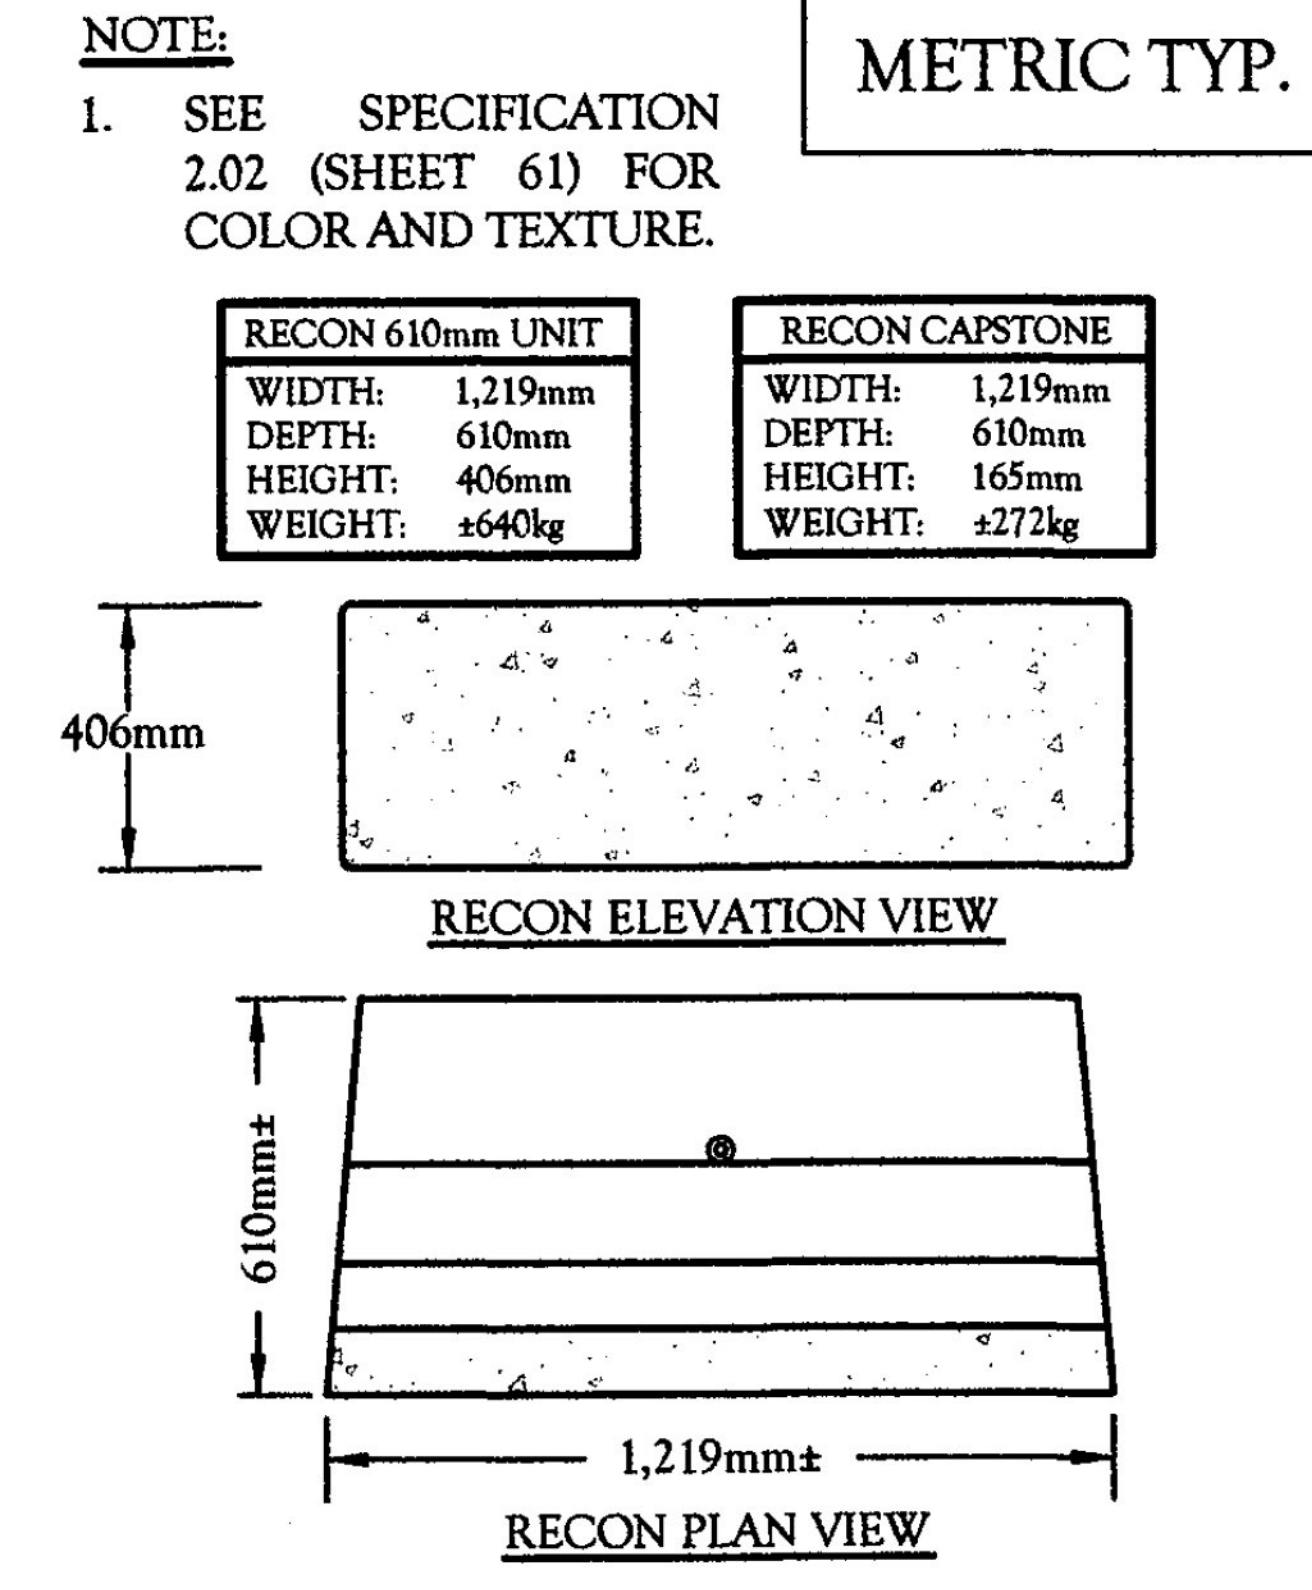 NOTE:
METRIC TYP.
1. SEE SPECIFICATION
2.02 (SHEET 61) FOR
COLOR AND TEXTURE.
RECON 610mm UNIT
WIDTH: 1,219mm
DEPTH: 610mm
HEIGHT: 406mm
WEIGHT: ±640kg
RECON CAPSTONE
WIDTH: 1,219mm
DEPTH: 610mm
HEIGHT: 165mm
WEIGHT: ±272kg
406mm
RECON ELEVATION VIEW
610mm±
1,219mm±
RECON PLAN VIEW